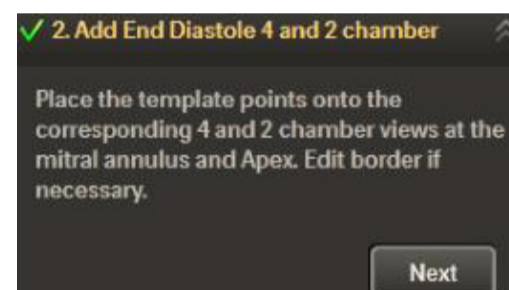 2. Add End Diastole 4 and 2 chamber
Place the template points onto the
corresponding 4 and 2 chamber views at the
mitral annulus and Apex. Edit border if
necessary.
Next